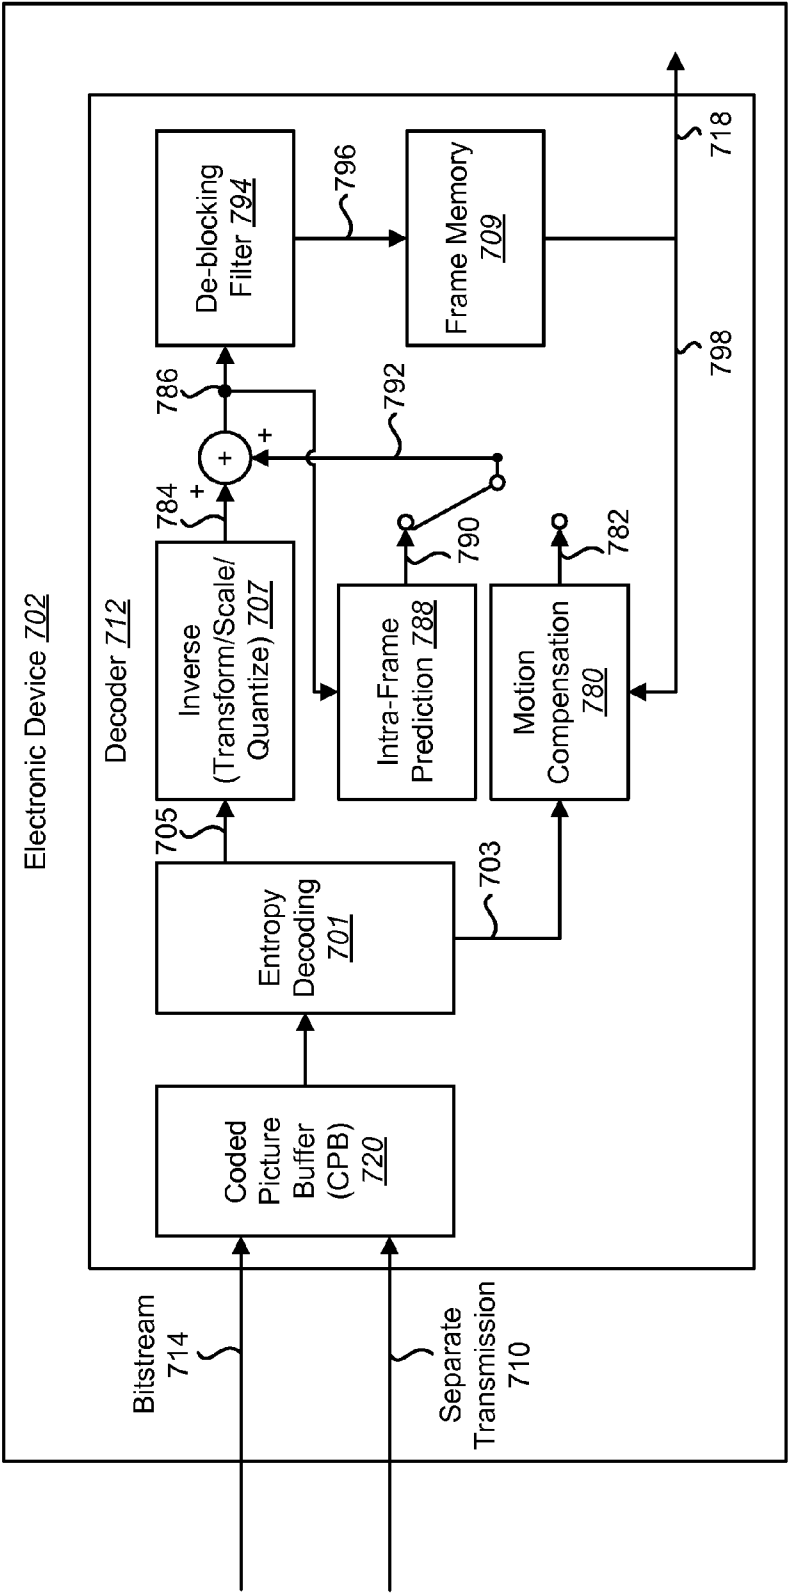 Electronic Device 702
Decoder 712
Bitstream
714
Separate
Transmission
710
Coded
Picture
Buffer
(CPB)
720
Entropy
Decoding
701
705
703
Inverse
(Transform/Scale/
Quantize) 707
784
+
+
+
786
De-blocking
Filter 794
796
Frame Memory
709
Intra-Frame
Prediction 788
790
792
Motion
Compensation
780
782
798
718